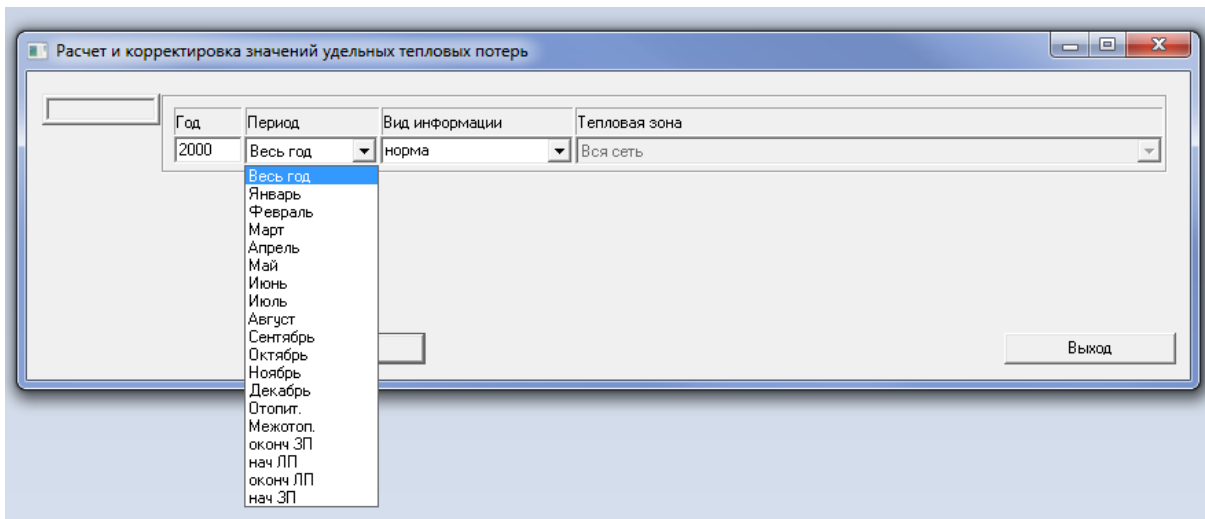 Расчет и корректировка значений удельных тепловых потерь
Год Период Вид информации Тепловая зона
2000 Весь год норма Вся сеть
Весь год
Январь
Февраль
Март
Апрель
Май
Июнь
Июль
Август
Сентябрь
Октябрь
Ноябрь
Декабрь
Отопит.
Межотоп.
оконч ЗП
нач ЛП
оконч ЛП
нач ЗП
Выход